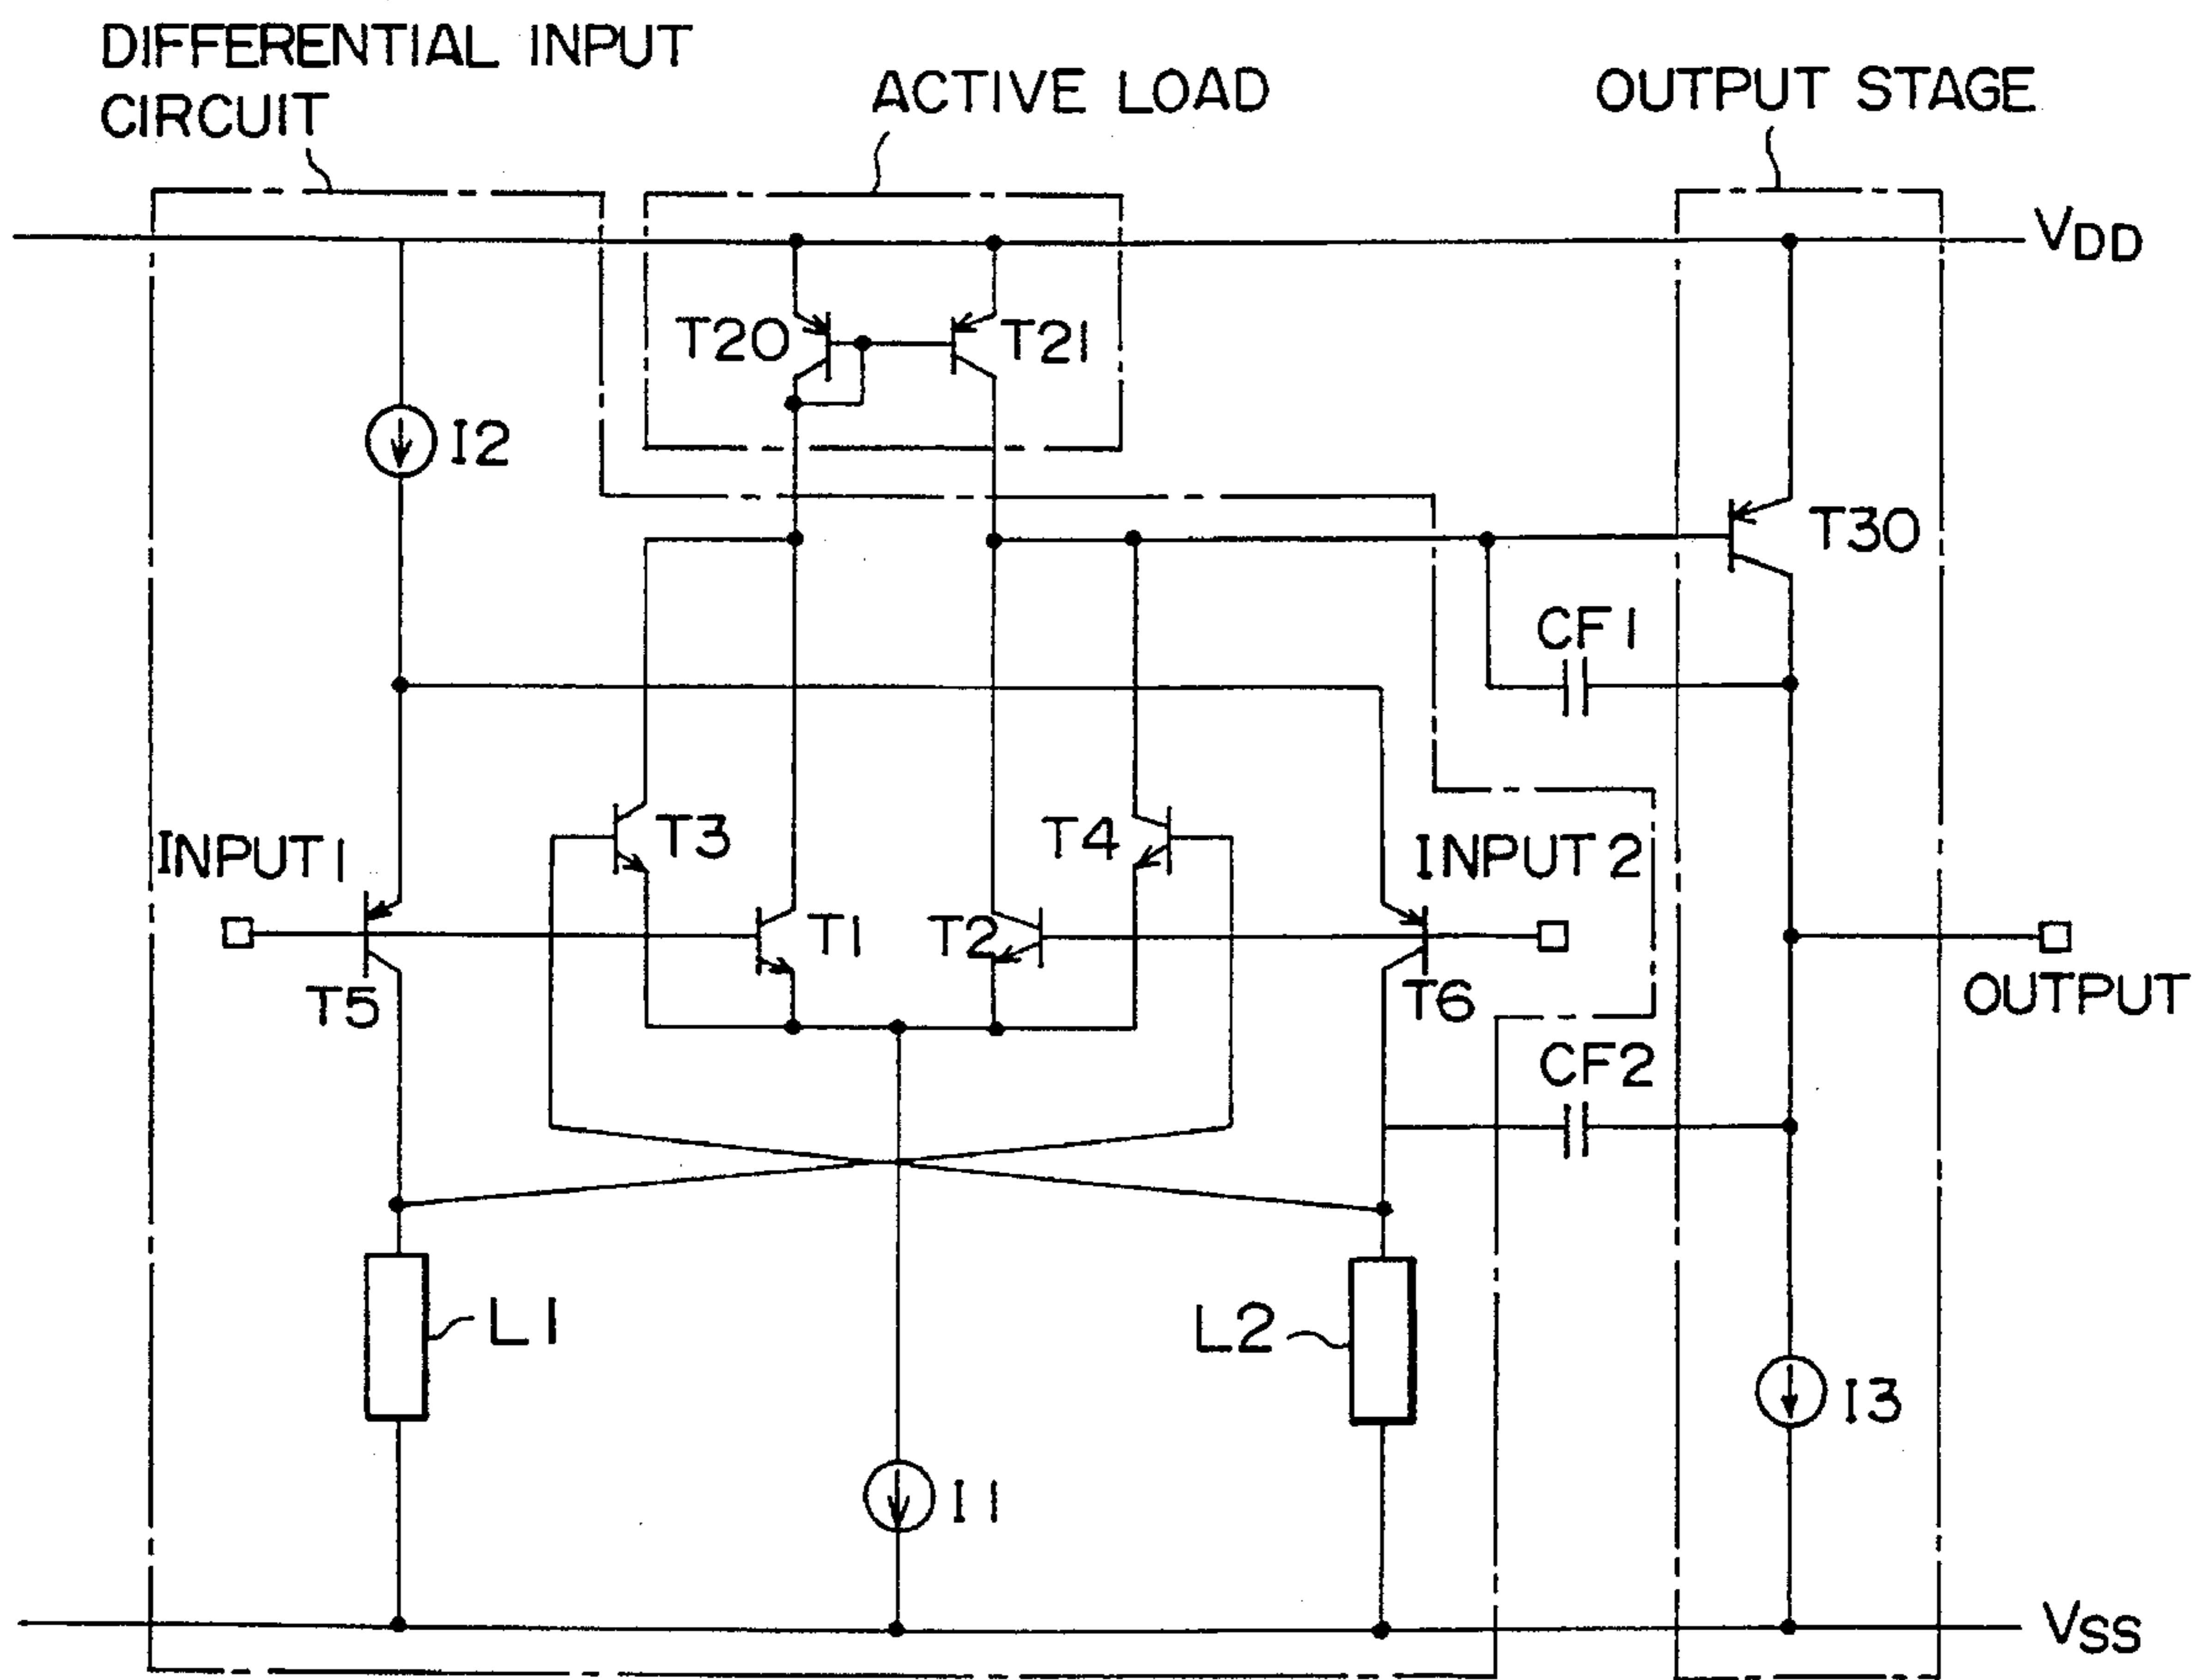 DIFFERENTIAL INPUT
CIRCUIT
ACTIVE LOAD
OUTPUT STAGE
VDD
T20
T21
I2
T30
CF1
T3
T4
INPUT1
INPUT2
T1
T2
T5
T6
OUTPUT
CF2
L1
L2
I3
I1
VSS